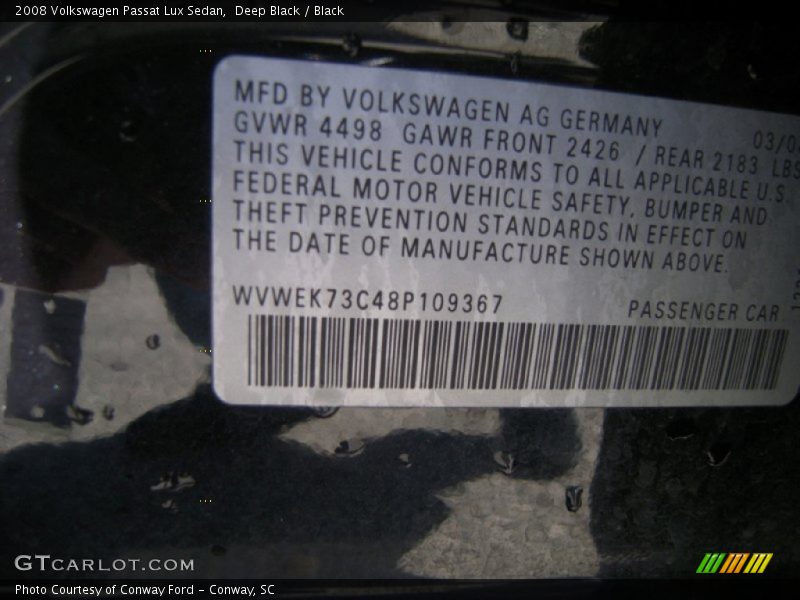 2008 Volkswagen Passat Lux Sedan,  Deep Black / Black
MFD BY VOLKSWAGEN AG GERMANY
GVWR 4498 GAWR FRONT 2426 / REAR 2183 LBS
THIS VEHICLE CONFORMS TO ALL APPLICABLE U.S.
FEDERAL MOTOR VEHICLE SAFETY, BUMPER AND
THEFT PREVENTION STANDARDS IN EFFECT ON
THE DATE OF MANUFACTURE SHOWN ABOVE.
WVWEK73C48P109367
PASSENGER CAR
GTCARLOT.COM
Photo Courtesy of Conway Ford – Conway, SC